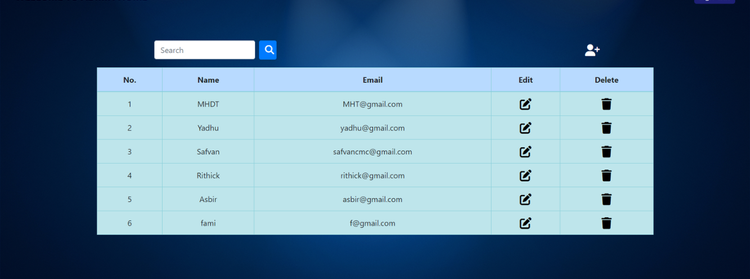 Search
No. Name Email Edit Delete
1 MHDT MHT@gmail.com
2 Yadhu yadhu@gmail.com
3 Safvan safvancmc@gmail.com
4 Rithick rithick@gmail.com
5 Asbir asbir@gmail.com
6 fami f@gmail.com